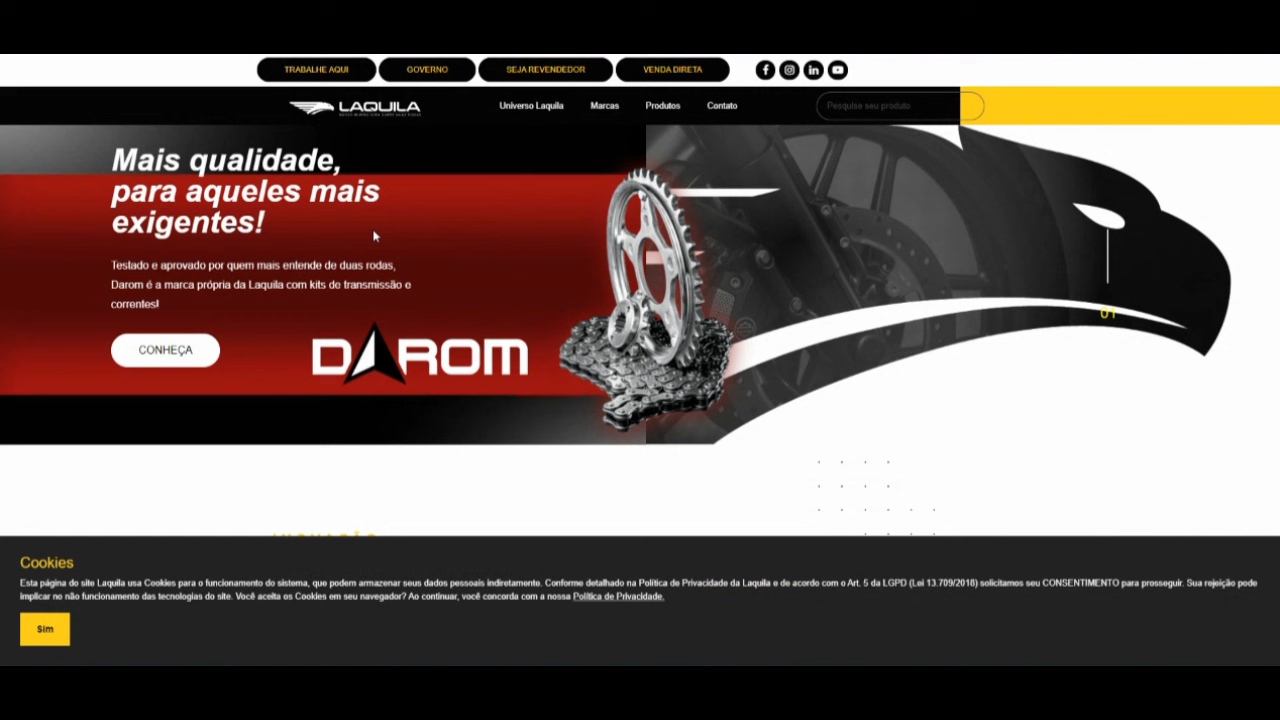 TRABALHE AQUI
GOVERNO
SEJA REVENDEDOR
VENDA DIRETA
LAQUILA
Universo Laquila
Marcas
Produtos
Contato
Pesquise seu produto
Mais qualidade,
para aqueles mais
exigentes!
Testado e aprovado por quem mais entende de duas rodas,
Darom é a marca própria da Laquila com kits de transmissão e
correntes!
CONHEÇA
DAROM
01
Cookies
Esta página do site Laquila usa Cookies para o funcionamento do sistema, que podem armazenar seus dados pessoais indiretamente. Conforme detalhado na Política de Privacidade da Laquila e de acordo com o Art. 5 da LGPD (Lei 13.709/2018) solicitamos seu CONSENTIMENTO para prosseguir. Sua rejeição pode
implicar no não funcionamento das tecnologias do site. Você aceita os Cookies em seu navegador? Ao continuar, você concorda com a nossa Política de Privacidade.
Sim